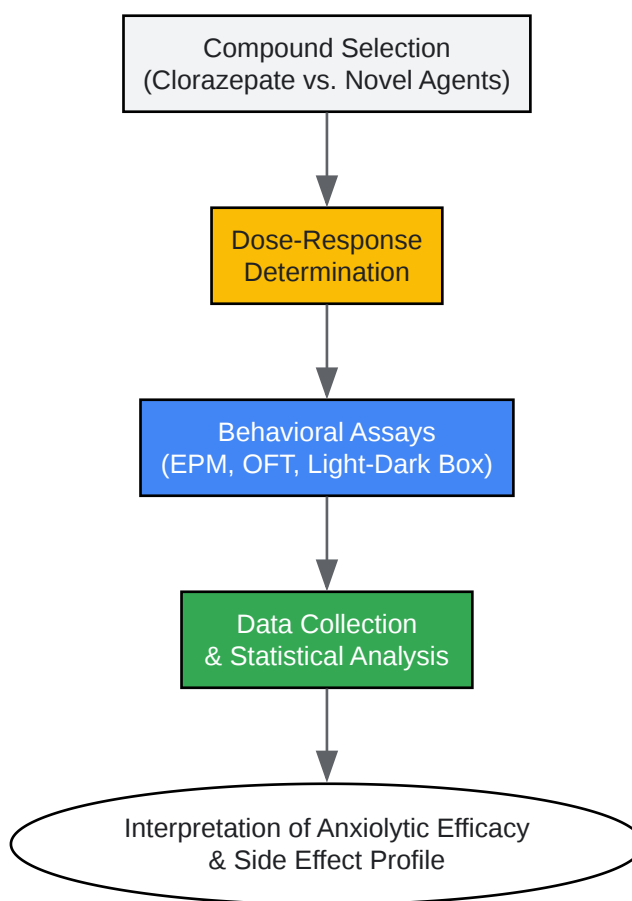 Compound Selection
(Clorazepate vs. Novel Agents)
Dose-Response
Determination
Behavioral Assays
(EPM, OFT, Light-Dark Box)
Data Collection
& Statistical Analysis
Interpretation of Anxiolytic Efficacy
& Side Effect Profile